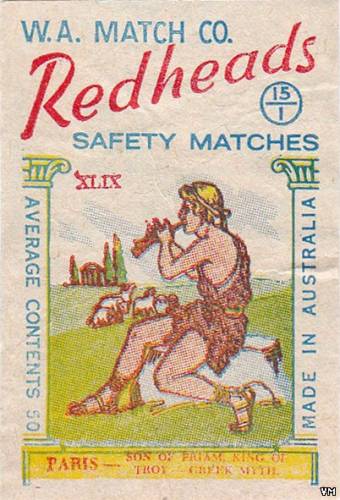 W.A. MATCH CO.
Redheads
15
1
SAFETY MATCHES
XLIX
AVERAGE CONTENTS 50
MADE IN AUSTRALIA
PARIS — SON OF PRIAM, KING OF
TROY — GREEK MYTH.
VM